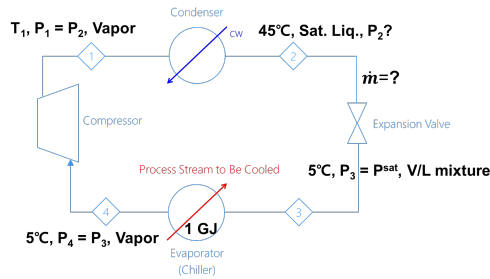 Condenser
T₁, P₁ = P₂, Vapor
45℃, Sat. Liq., P₂?
CW
1
2
ṁ=?
Compressor
Expansion Valve
Process Stream to Be Cooled
5℃, P₃ = Pˢᵃᵗ, V/L mixture
4
1 GJ
3
5℃, P₄ = P₃, Vapor
Evaporator
(Chiller)